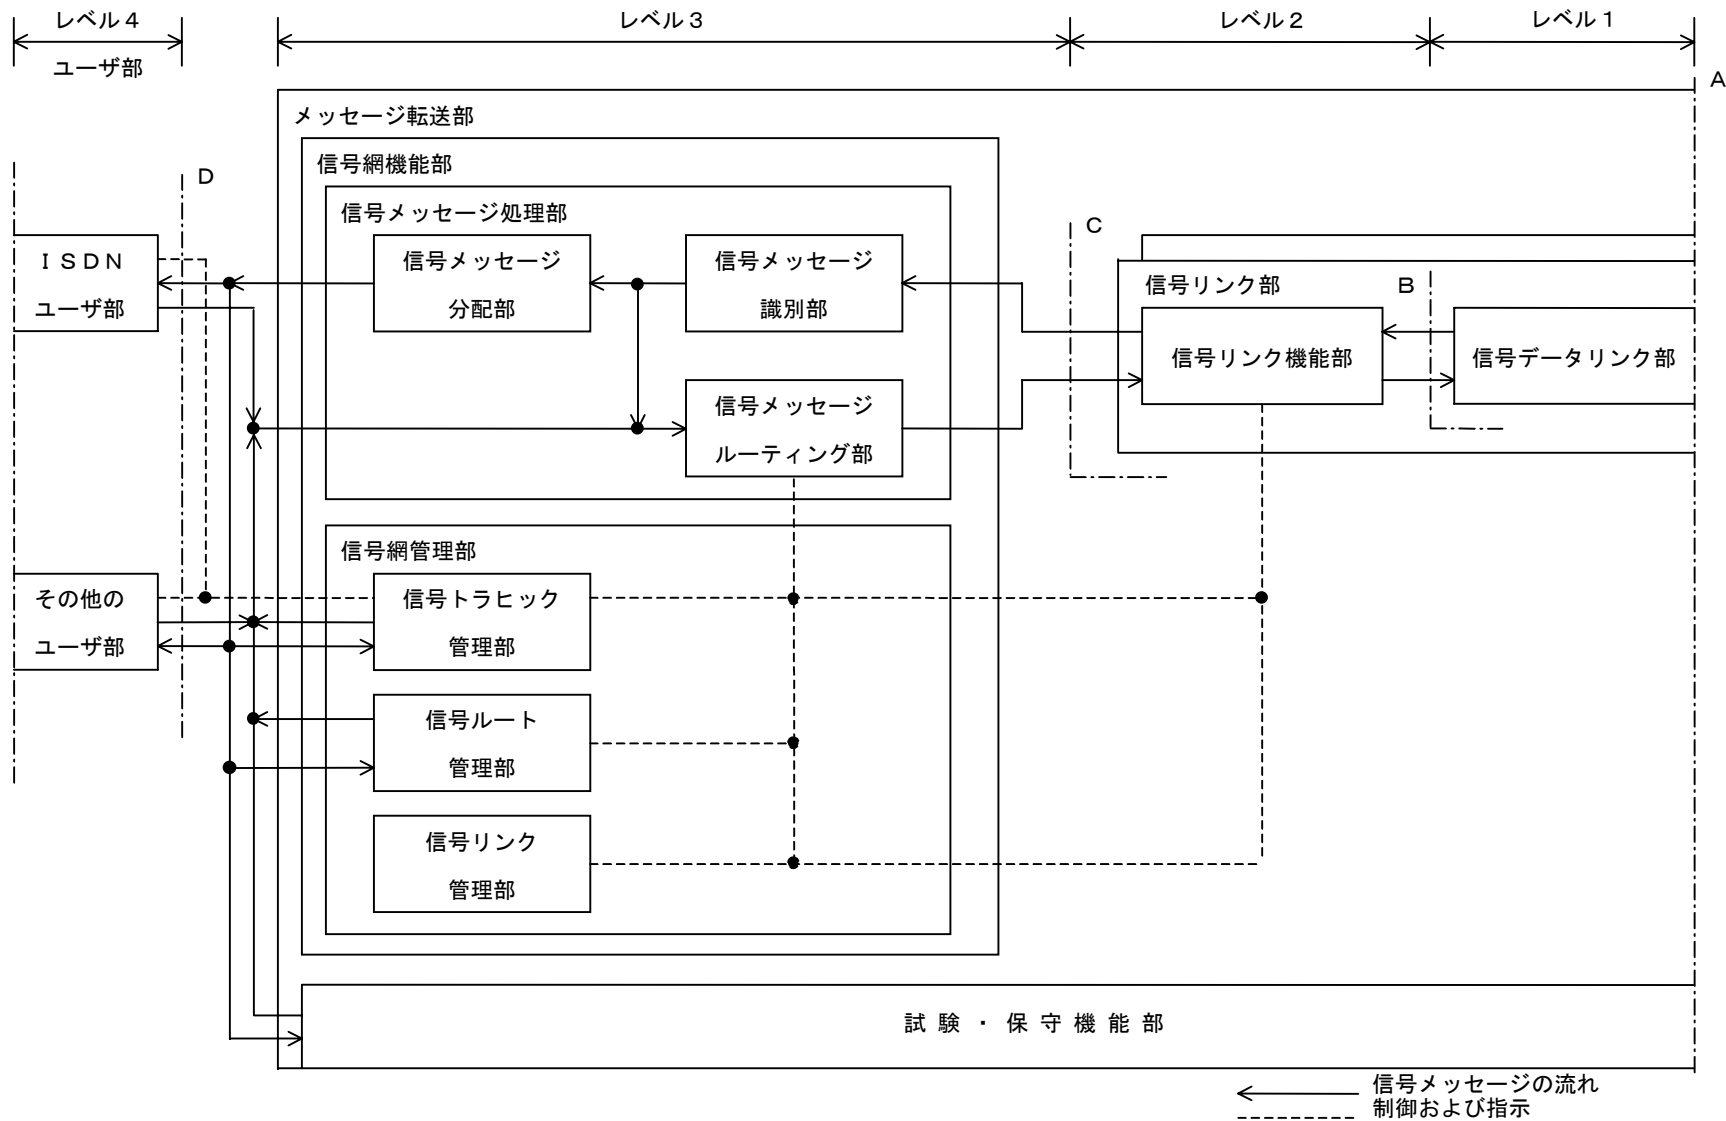 レベル４
レベル３
レベル２
レベル１
ユーザ部
A
メッセージ転送部
信号網機能部
D
信号メッセージ処理部
C
ＩＳＤＮ
ユーザ部
信号メッセージ
分配部
信号メッセージ
識別部
信号リンク部
B
信号リンク機能部
信号データリンク部
信号メッセージ
ルーティング部
信号網管理部
その他の
ユーザ部
信号トラヒック
管理部
信号ルート
管理部
信号リンク
管理部
試 験 ・ 保 守 機 能 部
信号メッセージの流れ
制御および指示